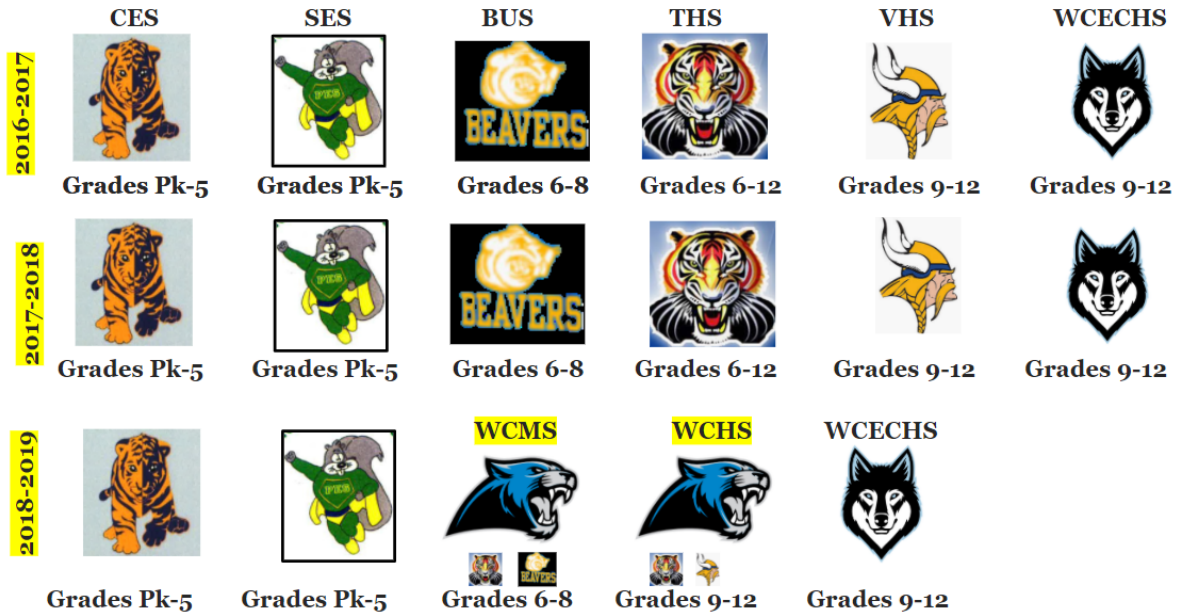 CES SES BUS THS VHS WCECHS
2016-2017
PES
BEAVERS
Grades Pk-5 Grades Pk-5 Grades 6-8 Grades 6-12 Grades 9-12 Grades 9-12
2017-2018
PES
BEAVERS
Grades Pk-5 Grades Pk-5 Grades 6-8 Grades 6-12 Grades 9-12 Grades 9-12
WCMS WCHS WCECHS
2018-2019
PES
BEAVERS
Grades Pk-5 Grades Pk-5 Grades 6-8 Grades 9-12 Grades 9-12